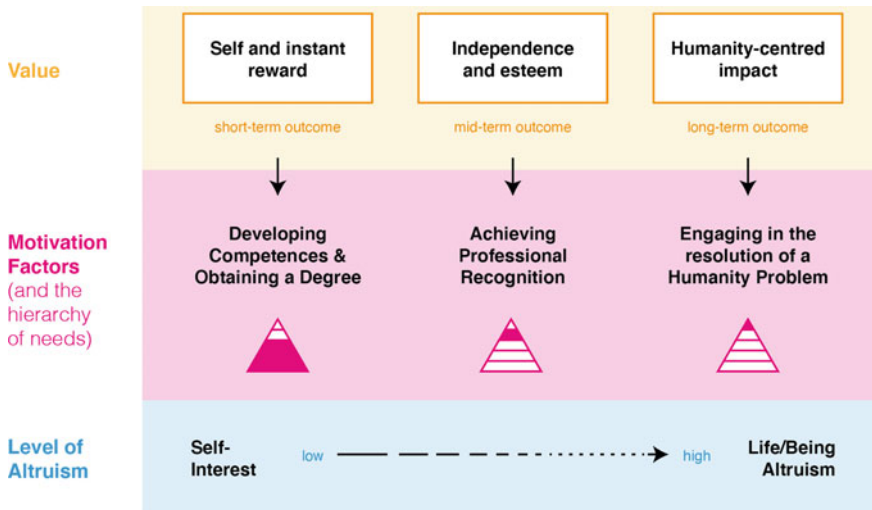 Value
Self and instant
reward
Independence
and esteem
Humanity-centred
impact
short-term outcome
mid-term outcome
long-term outcome
Motivation
Factors
(and the
hierarchy
of needs)
Developing
Competences &
Obtaining a Degree
Achieving
Professional
Recognition
Engaging in the
resolution of a
Humanity Problem
Level of
Altruism
Self-
Interest
low
high
Life/Being
Altruism